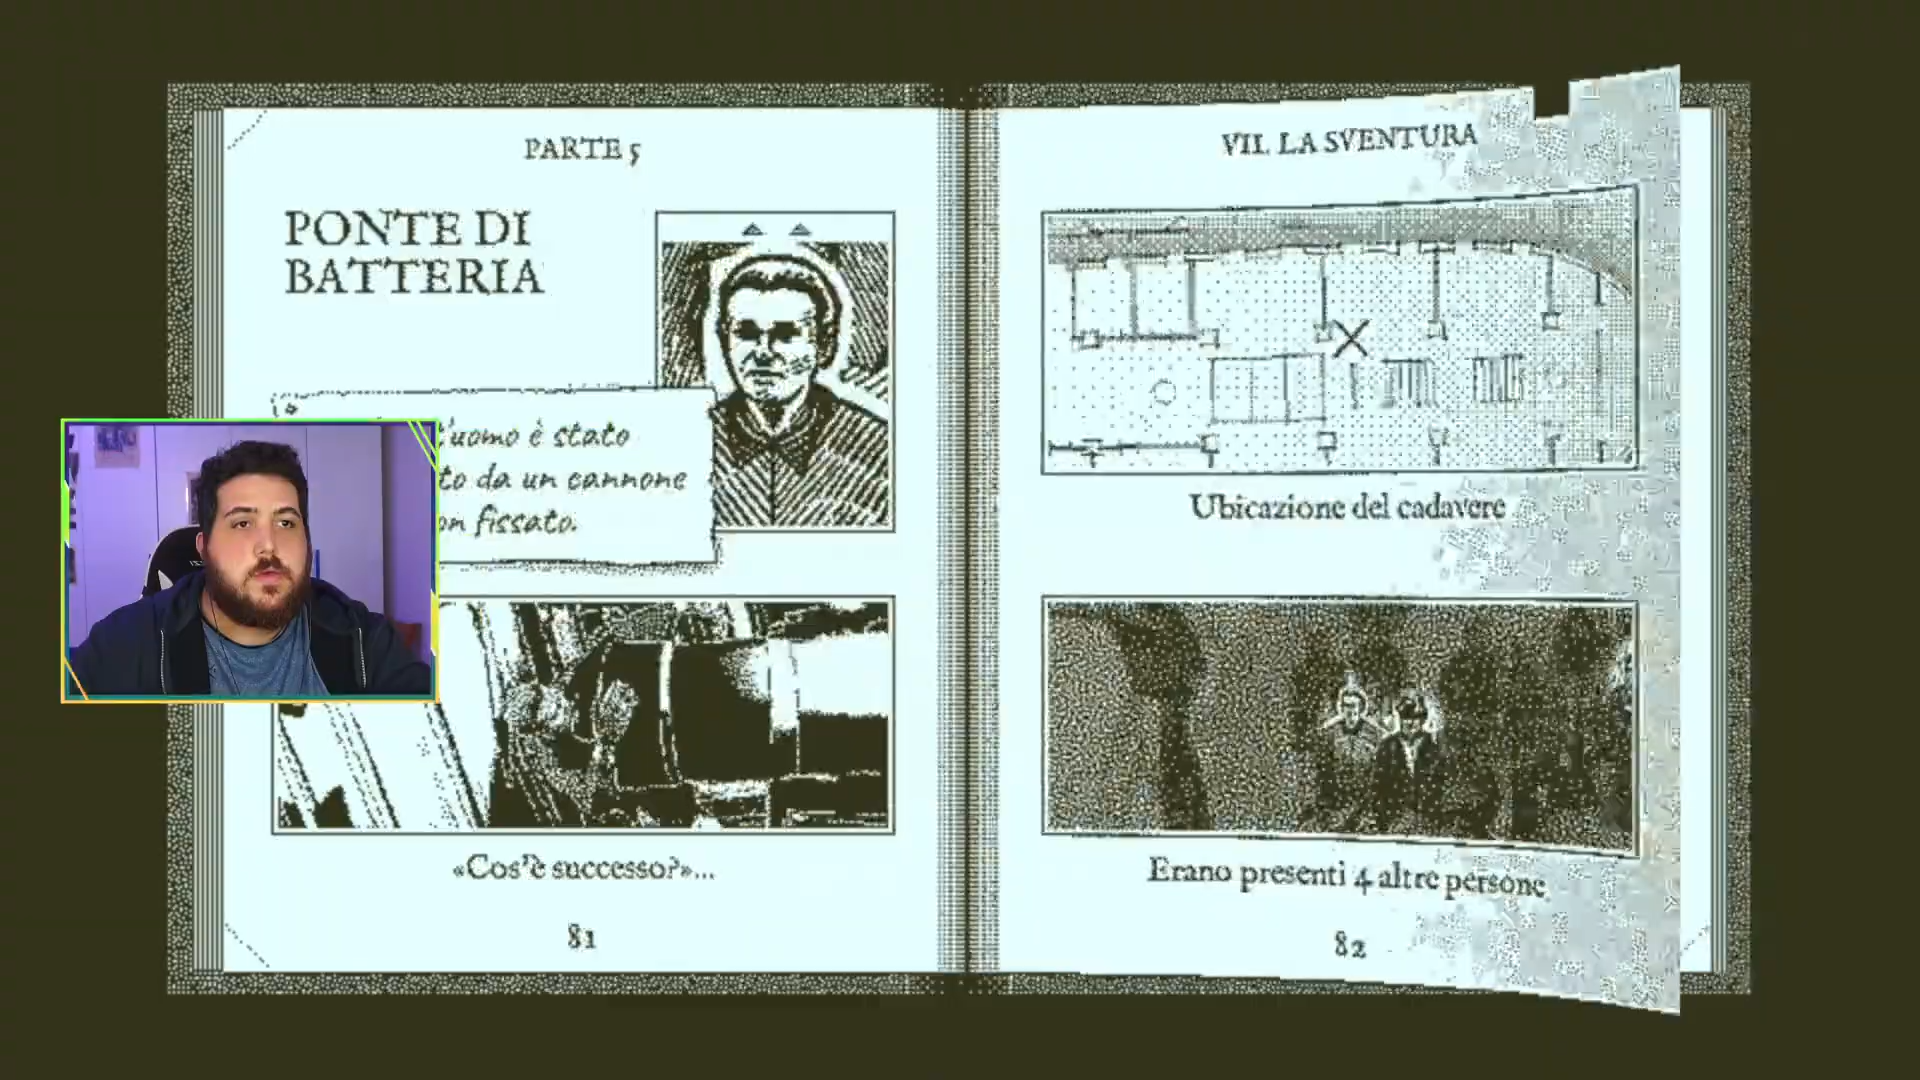 PARTE 5
PONTE DI
BATTERIA
L'uomo è stato
to da un cannone
on fissato.
«Cos'è successo?»...
81
VII. LA SVENTURA
Ubicazione del cadavere
Erano presenti 4 altre persone
82